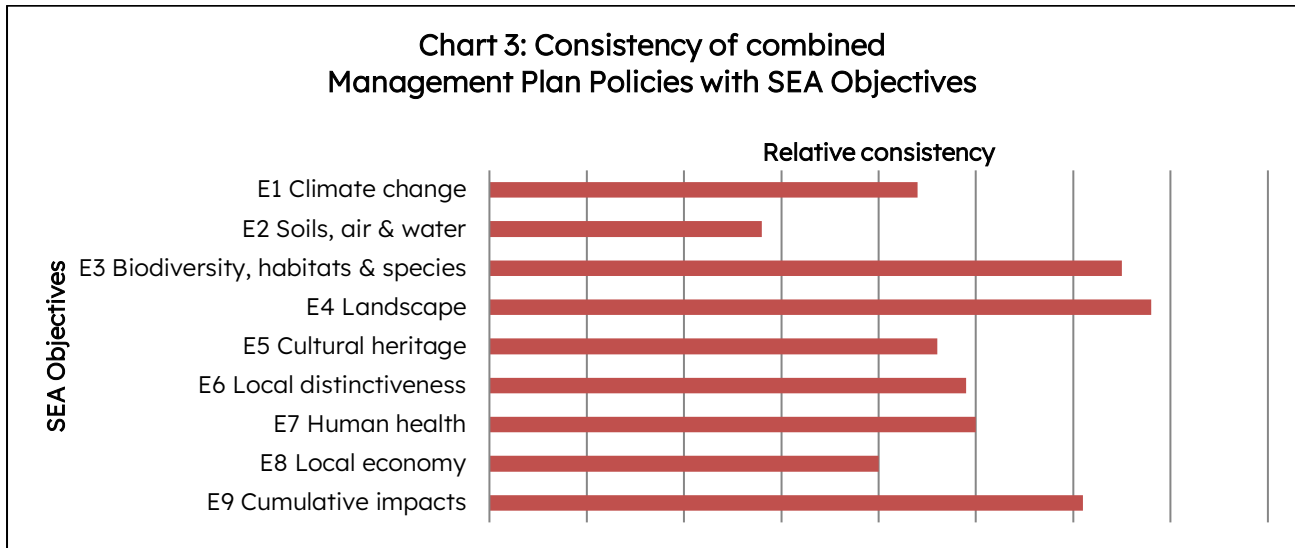 Chart 3: Consistency of combined
Management Plan Policies with SEA Objectives
Relative consistency
SEA Objectives
E1 Climate change
E2 Soils, air & water
E3 Biodiversity, habitats & species
E4 Landscape
E5 Cultural heritage
E6 Local distinctiveness
E7 Human health
E8 Local economy
E9 Cumulative impacts